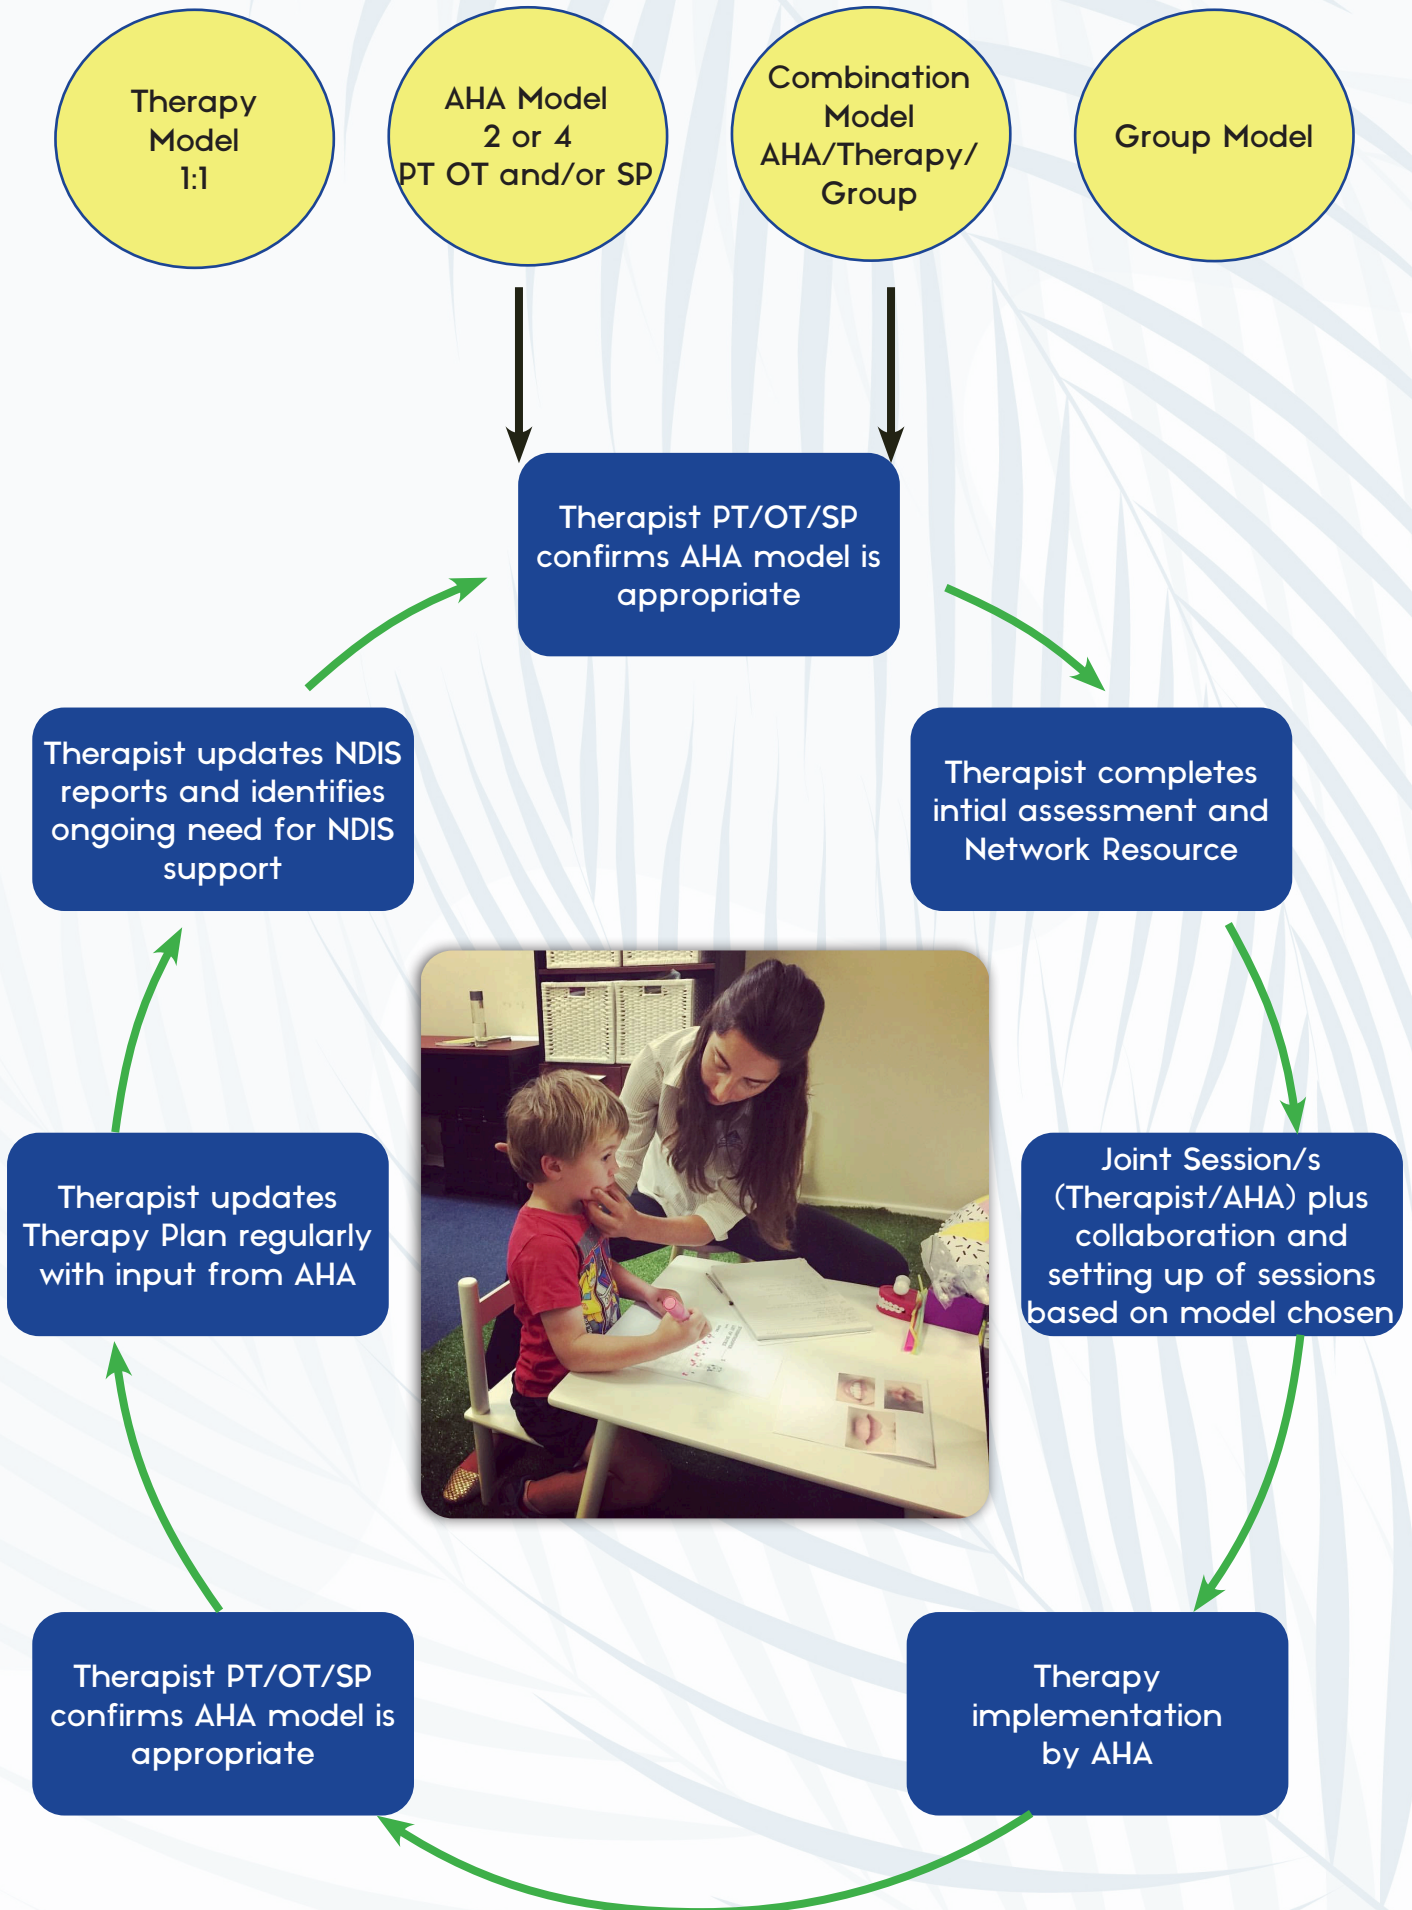 Therapy
Model
1:1
AHA Model
2 or 4
PT OT and/or SP
Combination
Model
AHA/Therapy/
Group
Group Model
Therapist PT/OT/SP
confirms AHA model is
appropriate
Therapist updates NDIS
reports and identifies
ongoing need for NDIS
support
Therapist completes
intial assessment and
Network Resource
Therapist updates
Therapy Plan regularly
with input from AHA
Joint Session/s
(Therapist/AHA) plus
collaboration and
setting up of sessions
based on model chosen
Therapist PT/OT/SP
confirms AHA model is
appropriate
Therapy
implementation
by AHA